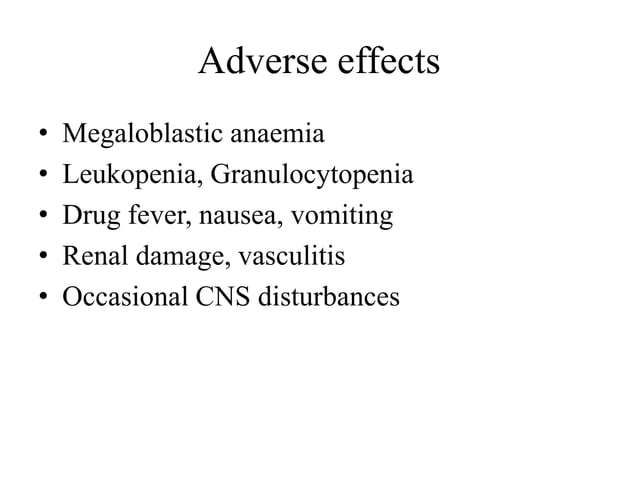 Adverse effects
• Megaloblastic anaemia
• Leukopenia, Granulocytopenia
• Drug fever, nausea, vomiting
• Renal damage, vasculitis
• Occasional CNS disturbances